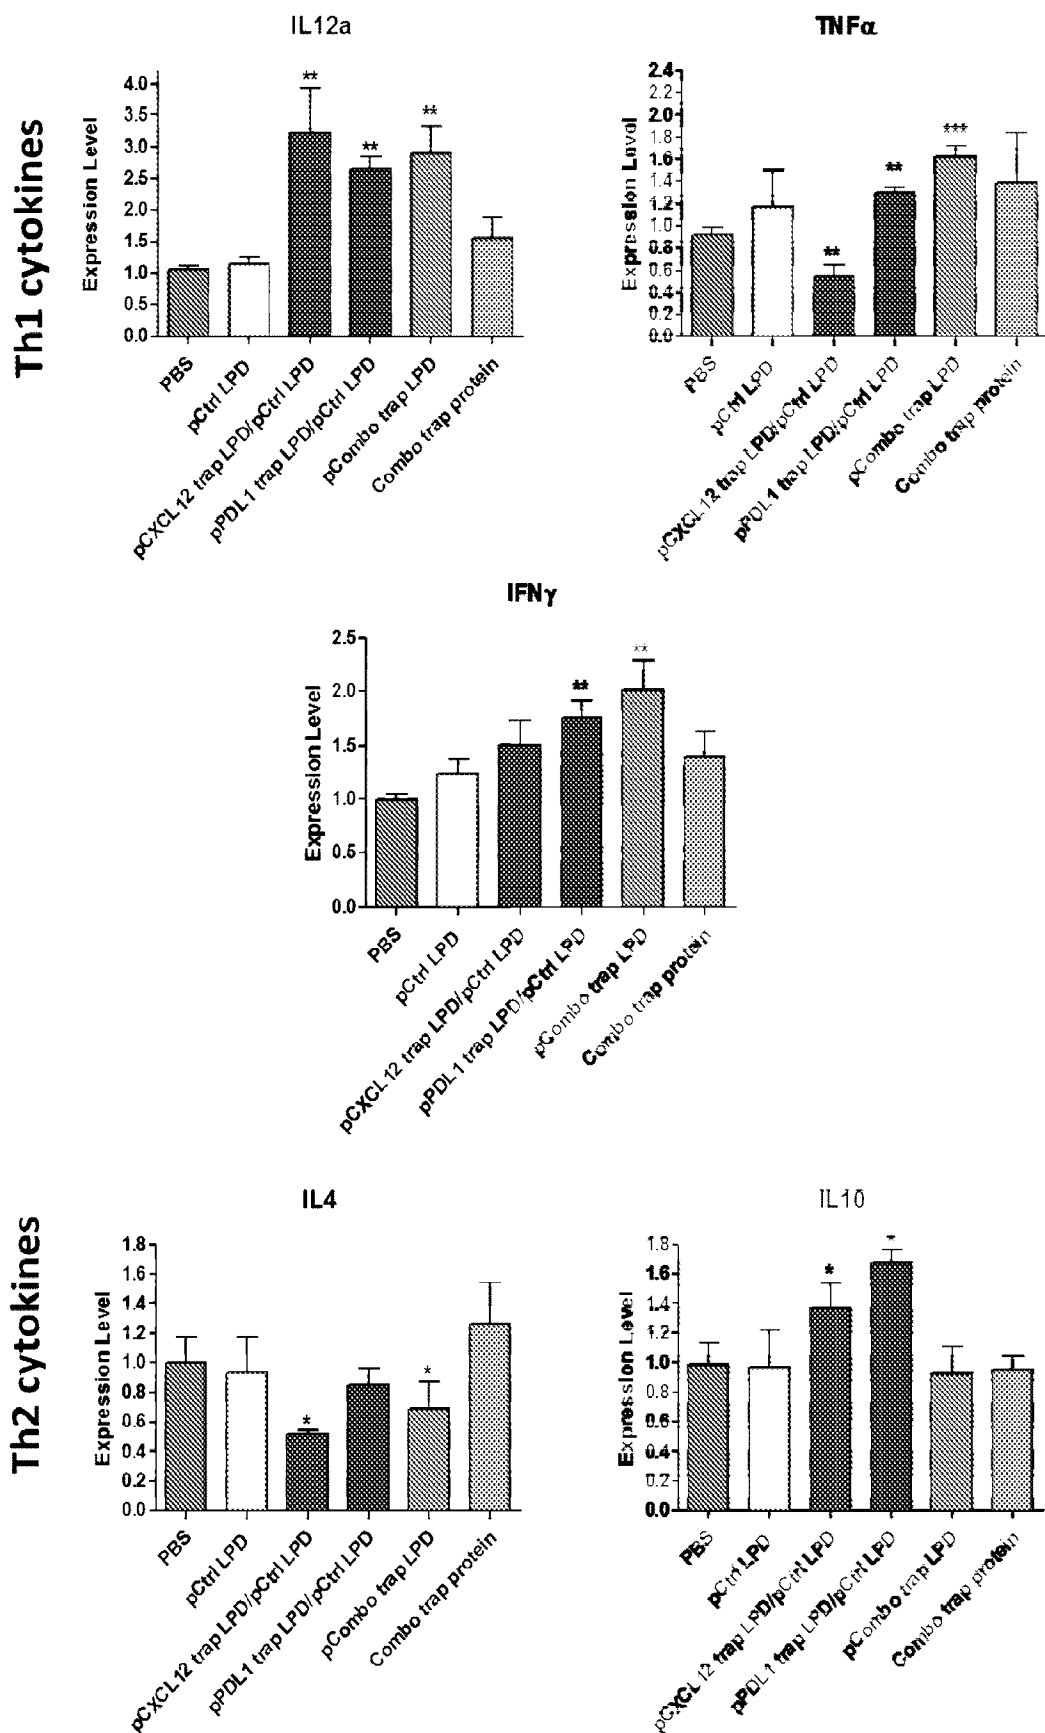 Th1 cytokines
IL12a
Expression Level
4.0
3.5
3.0
2.5
2.0
1.5
1.0
0.5
0.0
**
**
**
PBS
pCtrl LPD
pCXCL12 trap LPD/pCtrl LPD
pPDL1 trap LPD/pCtrl LPD
pCombo trap LPD
Combo trap protein
TNFα
Expression Level
2.4
2.2
2.0
1.8
1.6
1.4
1.2
1.0
0.8
0.6
0.4
0.2
0.0
**
**
***
PBS
pCtrl LPD
pCXCL12 trap LPD/pCtrl LPD
pPDL1 trap LPD/pCtrl LPD
pCombo trap LPD
Combo trap protein
IFNγ
Expression Level
2.5
2.0
1.5
1.0
0.5
0.0
**
**
PBS
pCtrl LPD
pCXCL12 trap LPD/pCtrl LPD
pPDL1 trap LPD/pCtrl LPD
pCombo trap LPD
Combo trap protein
Th2 cytokines
IL4
Expression Level
1.8
1.6
1.4
1.2
1.0
0.8
0.6
0.4
0.2
0.0
*
*
PBS
pCtrl LPD
pCXCL12 trap LPD/pCtrl LPD
pPDL1 trap LPD/pCtrl LPD
pCombo trap LPD
Combo trap protein
IL10
Expression Level
1.8
1.6
1.4
1.2
1.0
0.8
0.6
0.4
0.2
0.0
*
*
PBS
pCtrl LPD
pCXCL12 trap LPD/pCtrl LPD
pPDL1 trap LPD/pCtrl LPD
pCombo trap LPD
Combo trap protein